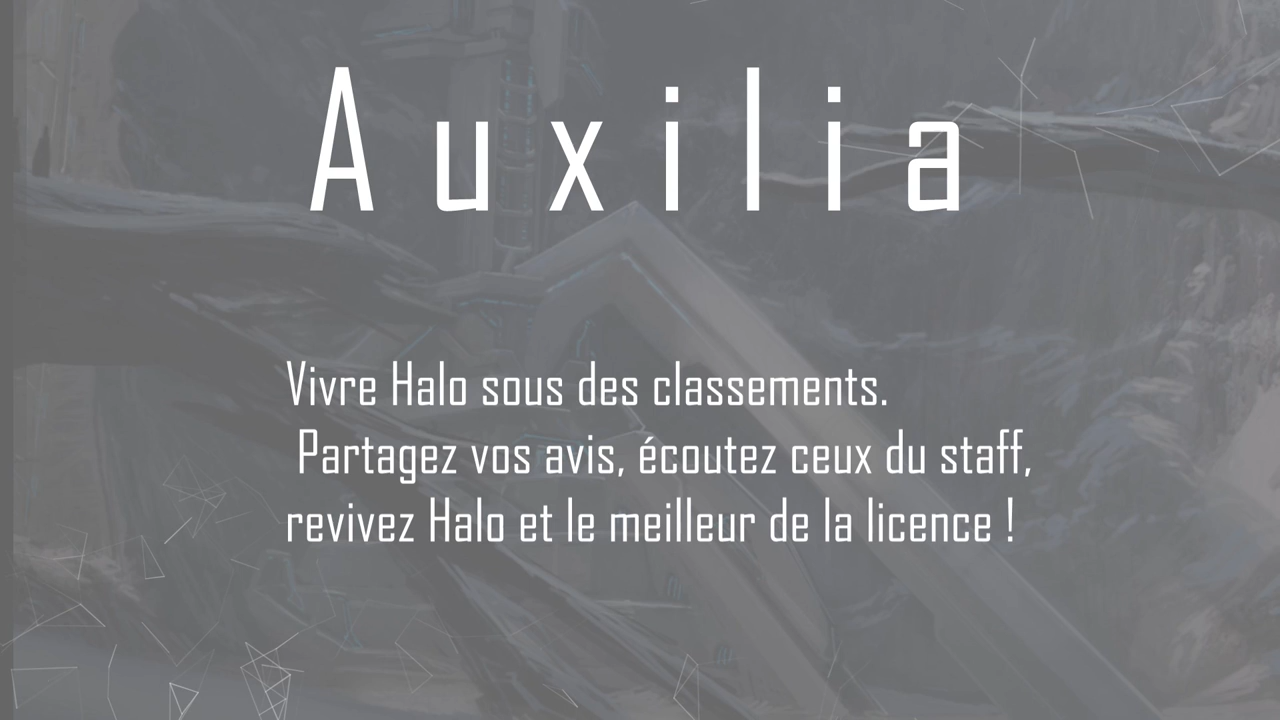 Auxilia
Vivre Halo sous des classements.
Partagez vos avis, écoutez ceux du staff,
revivez Halo et le meilleur de la licence !